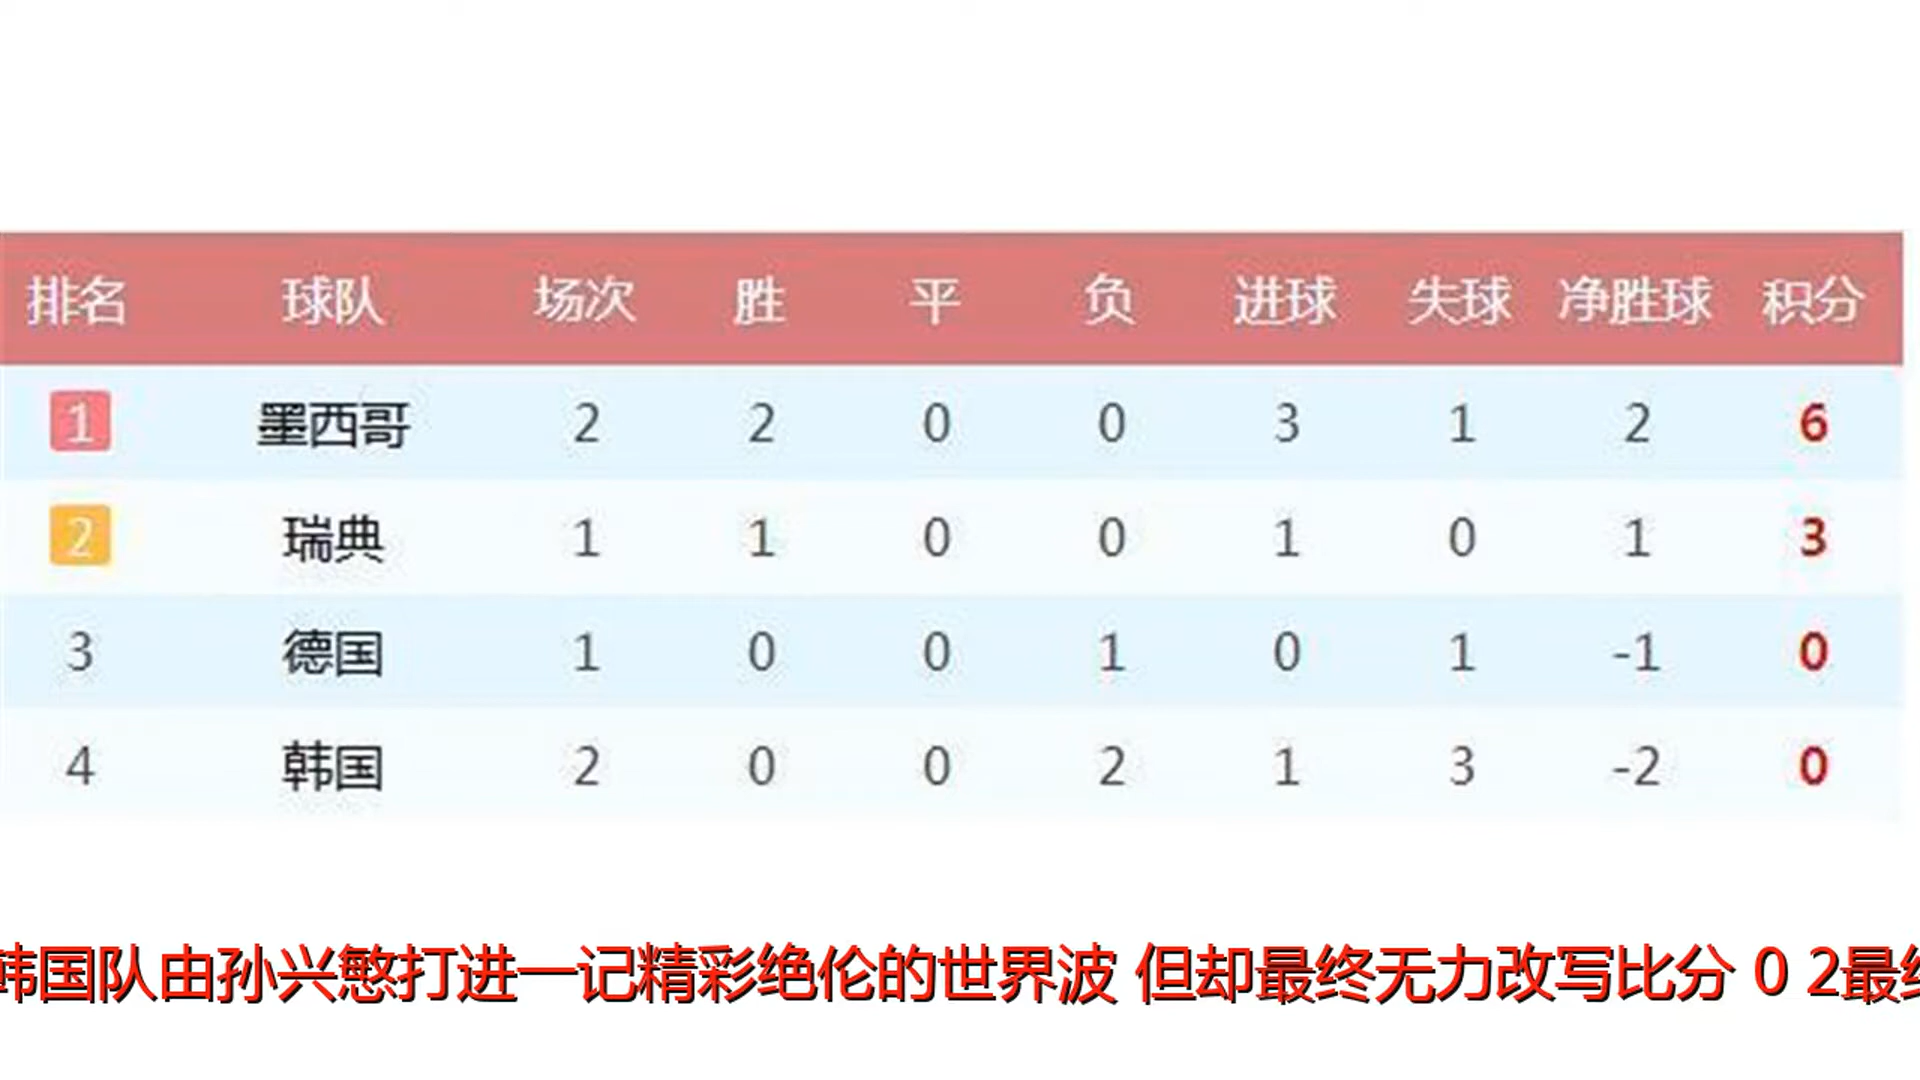 排名 球队 场次 胜 平 负 进球 失球 净胜球 积分
1 墨西哥 2 2 0 0 3 1 2 6
2 瑞典 1 1 0 0 1 0 1 3
3 德国 1 0 0 1 0 1 -1 0
4 韩国 2 0 0 2 1 3 -2 0
韩国队由孙兴慜打进一记精彩绝伦的世界波 但却最终无力改写比分 0 2最终